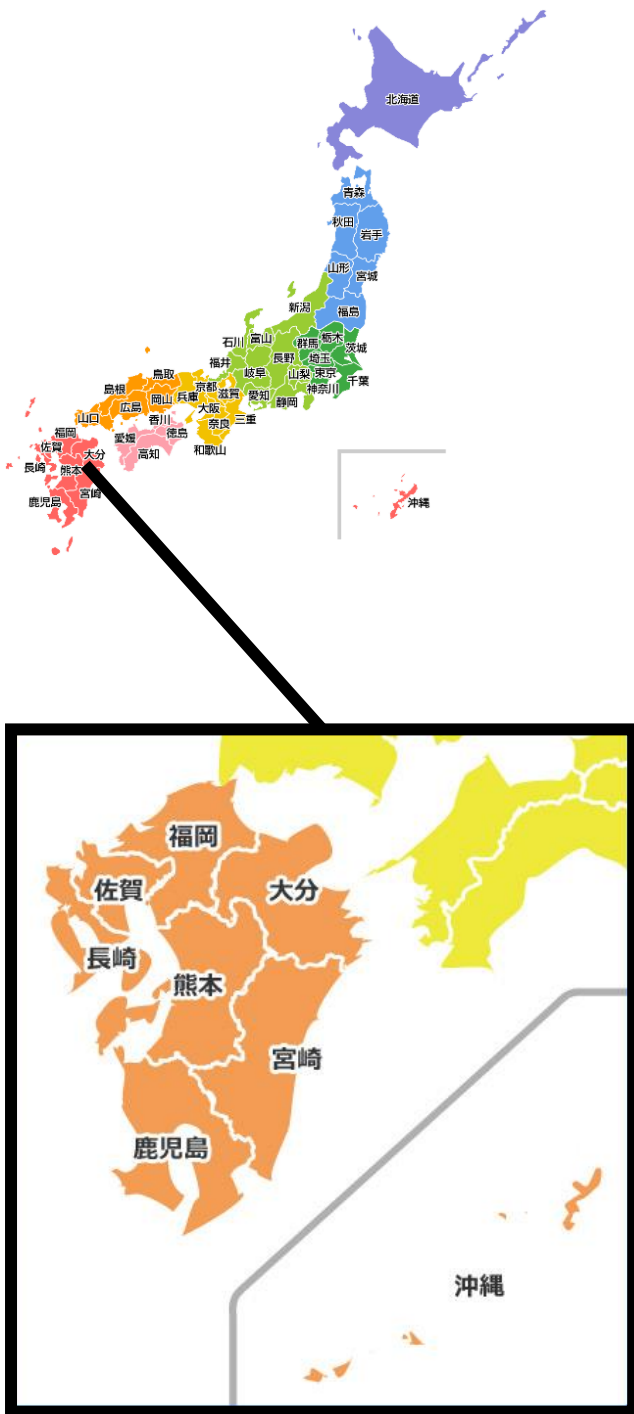 北海道
青森
秋田
岩手
山形
宮城
新潟
福島
石川
富山
群馬
栃木
茨城
福井
長野
埼玉
岐阜
山梨
東京
千葉
鳥取
島根
京都
滋賀
愛知
静岡
神奈川
兵庫
岡山
広島
大阪
山口
香川
奈良
三重
福岡
徳島
愛媛
佐賀
大分
高知
和歌山
長崎
熊本
宮崎
鹿児島
沖縄
福岡
佐賀
大分
長崎
熊本
宮崎
鹿児島
沖縄